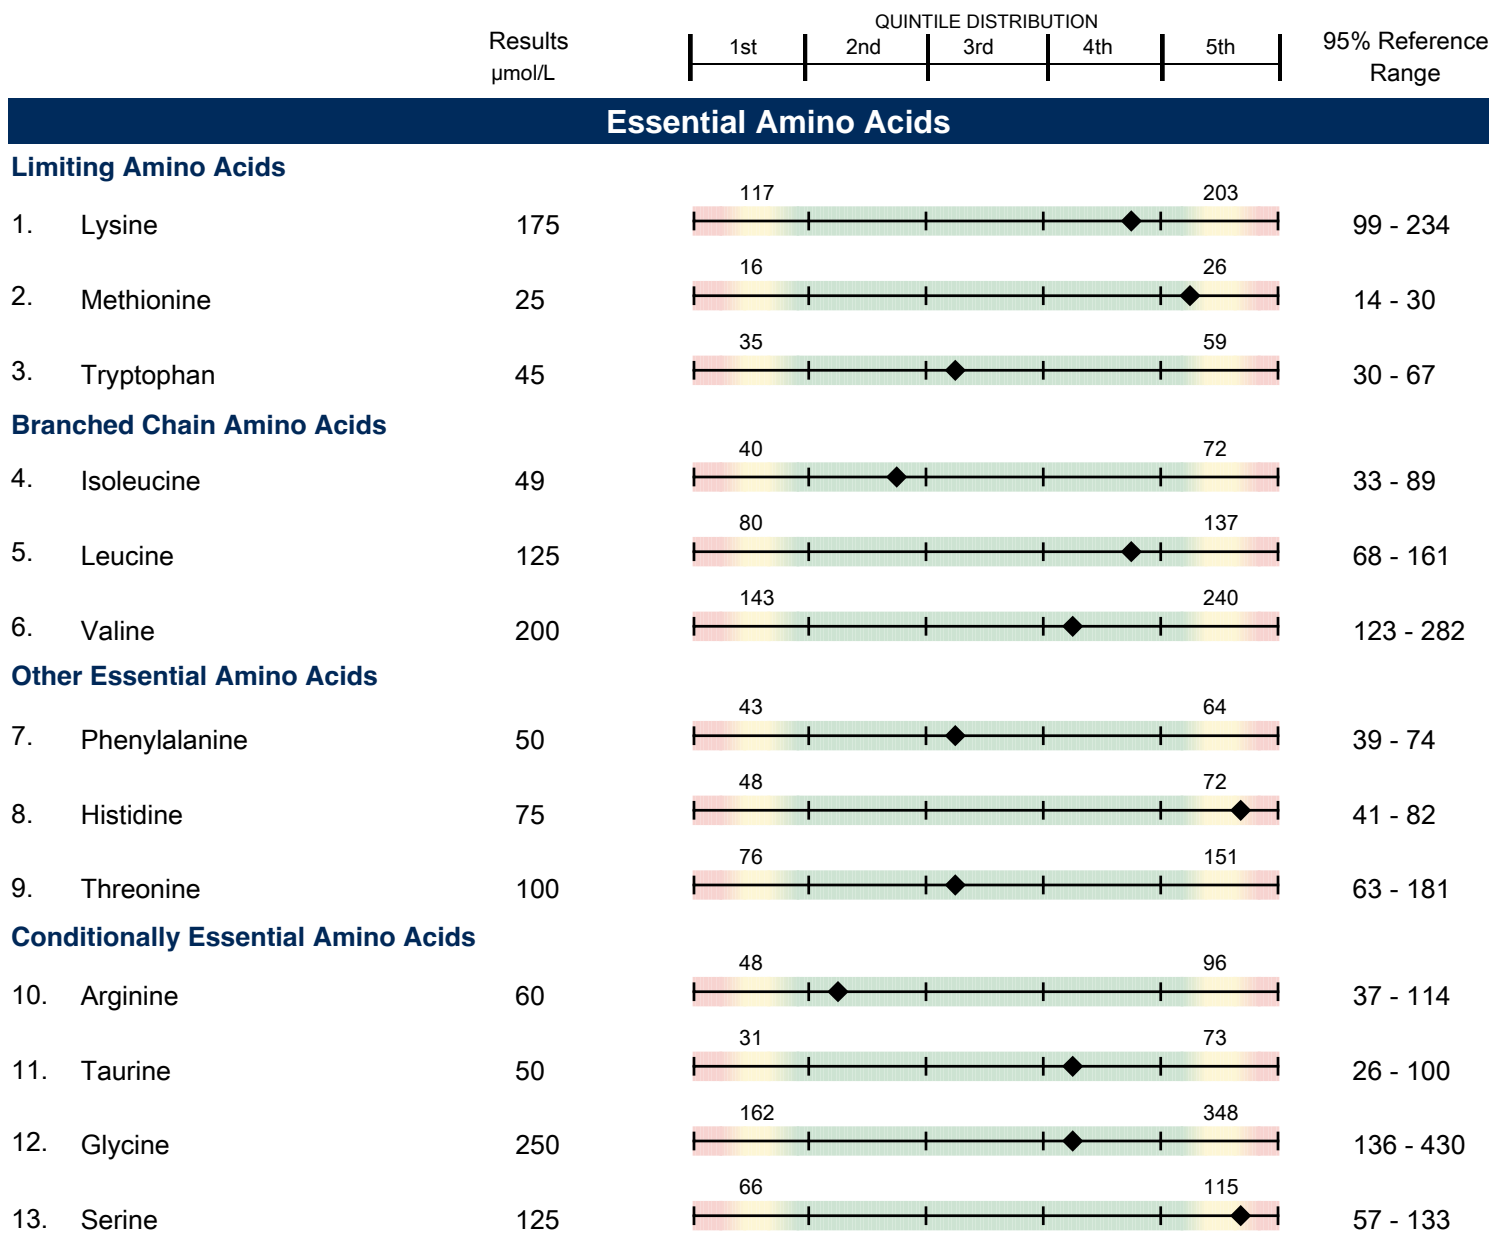 QUINTILE DISTRIBUTION
Results 1st 2nd 3rd 4th 5th 95% Reference
µmol/L Range
Essential Amino Acids
Limiting Amino Acids
117 203
1. Lysine 175 99 - 234
16 26
2. Methionine 25 14 - 30
35 59
3. Tryptophan 45 30 - 67
Branched Chain Amino Acids
40 72
4. Isoleucine 49 33 - 89
80 137
5. Leucine 125 68 - 161
143 240
6. Valine 200 123 - 282
Other Essential Amino Acids
43 64
7. Phenylalanine 50 39 - 74
48 72
8. Histidine 75 41 - 82
76 151
9. Threonine 100 63 - 181
Conditionally Essential Amino Acids
48 96
10. Arginine 60 37 - 114
31 73
11. Taurine 50 26 - 100
162 348
12. Glycine 250 136 - 430
66 115
13. Serine 125 57 - 133